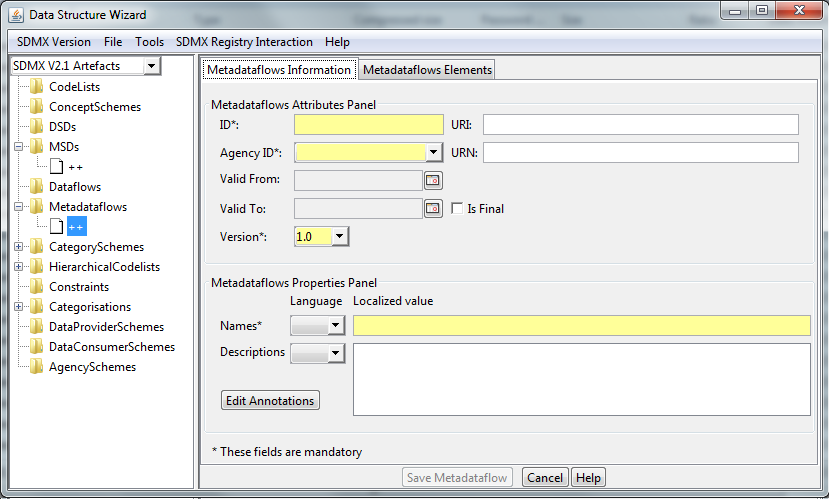 Data Structure Wizard
SDMX Version File Tools SDMX Registry Interaction Help
SDMX V2.1 Artefacts
CodeLists
ConceptSchemes
DSDs
MSDs
++
Dataflows
Metadataflows
++
CategorySchemes
HierarchicalCodelists
Constraints
Categorisations
DataProviderSchemes
DataConsumerSchemes
AgencySchemes
Metadataflows Information Metadataflows Elements
Metadataflows Attributes Panel
ID*: URI:
Agency ID*: URN:
Valid From:
Valid To: Is Final
Version*: 1.0
Metadataflows Properties Panel
Language Localized value
Names*
Descriptions
Edit Annotations
* These fields are mandatory
Save Metadataflow Cancel Help